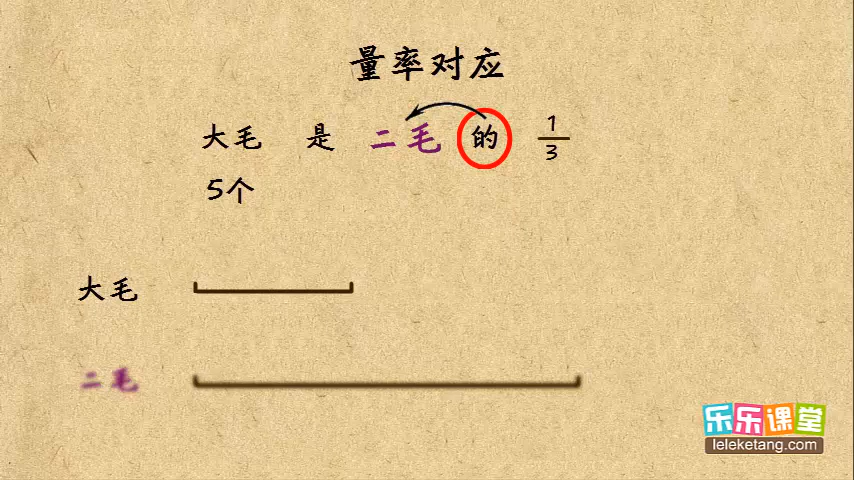 量率对应
大毛 是 二毛 的 1/3
5个
大毛
二毛
乐乐课堂
leleketang.com